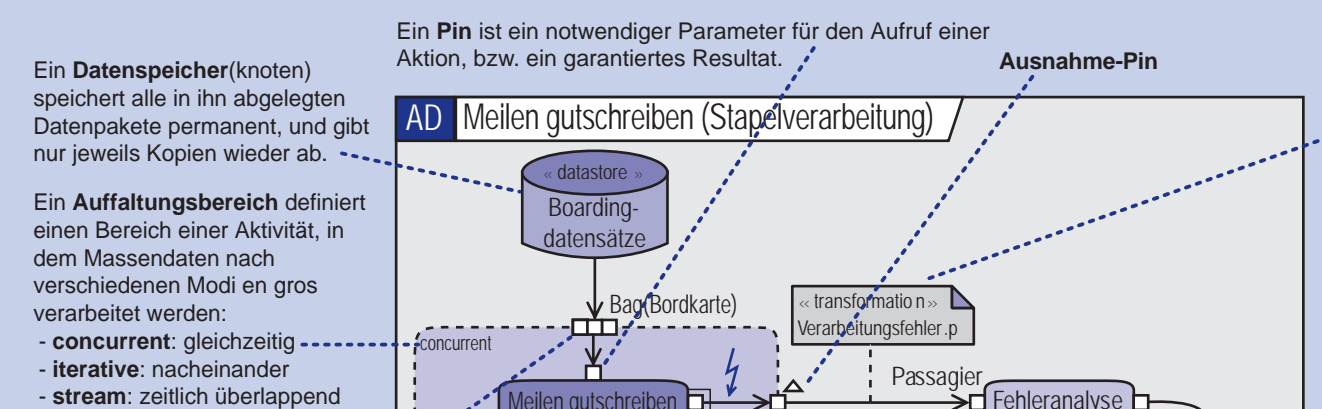 Ein Pin ist ein notwendiger Parameter für den Aufruf einer
Aktion, bzw. ein garantiertes Resultat.
Ausnahme-Pin
Ein Datenspeicher(knoten)
speichert alle in ihn abgelegten
Datenpakete permanent, und gibt
nur jeweils Kopien wieder ab.
Ein Auffaltungsbereich definiert
einen Bereich einer Aktivität, in
dem Massendaten nach
verschiedenen Modi en gros
verarbeitet werden:
- concurrent: gleichzeitig
- iterative: nacheinander
- stream: zeitlich überlappend
AD Meilen gutschreiben (Stapelverarbeitung)
« datastore »
Boarding-
datensätze
Bag(Bordkarte)
« transformatio n »
Verarbeitungsfehler.p
concurrent
Passagier
Meilen gutschreiben
Fehleranalyse